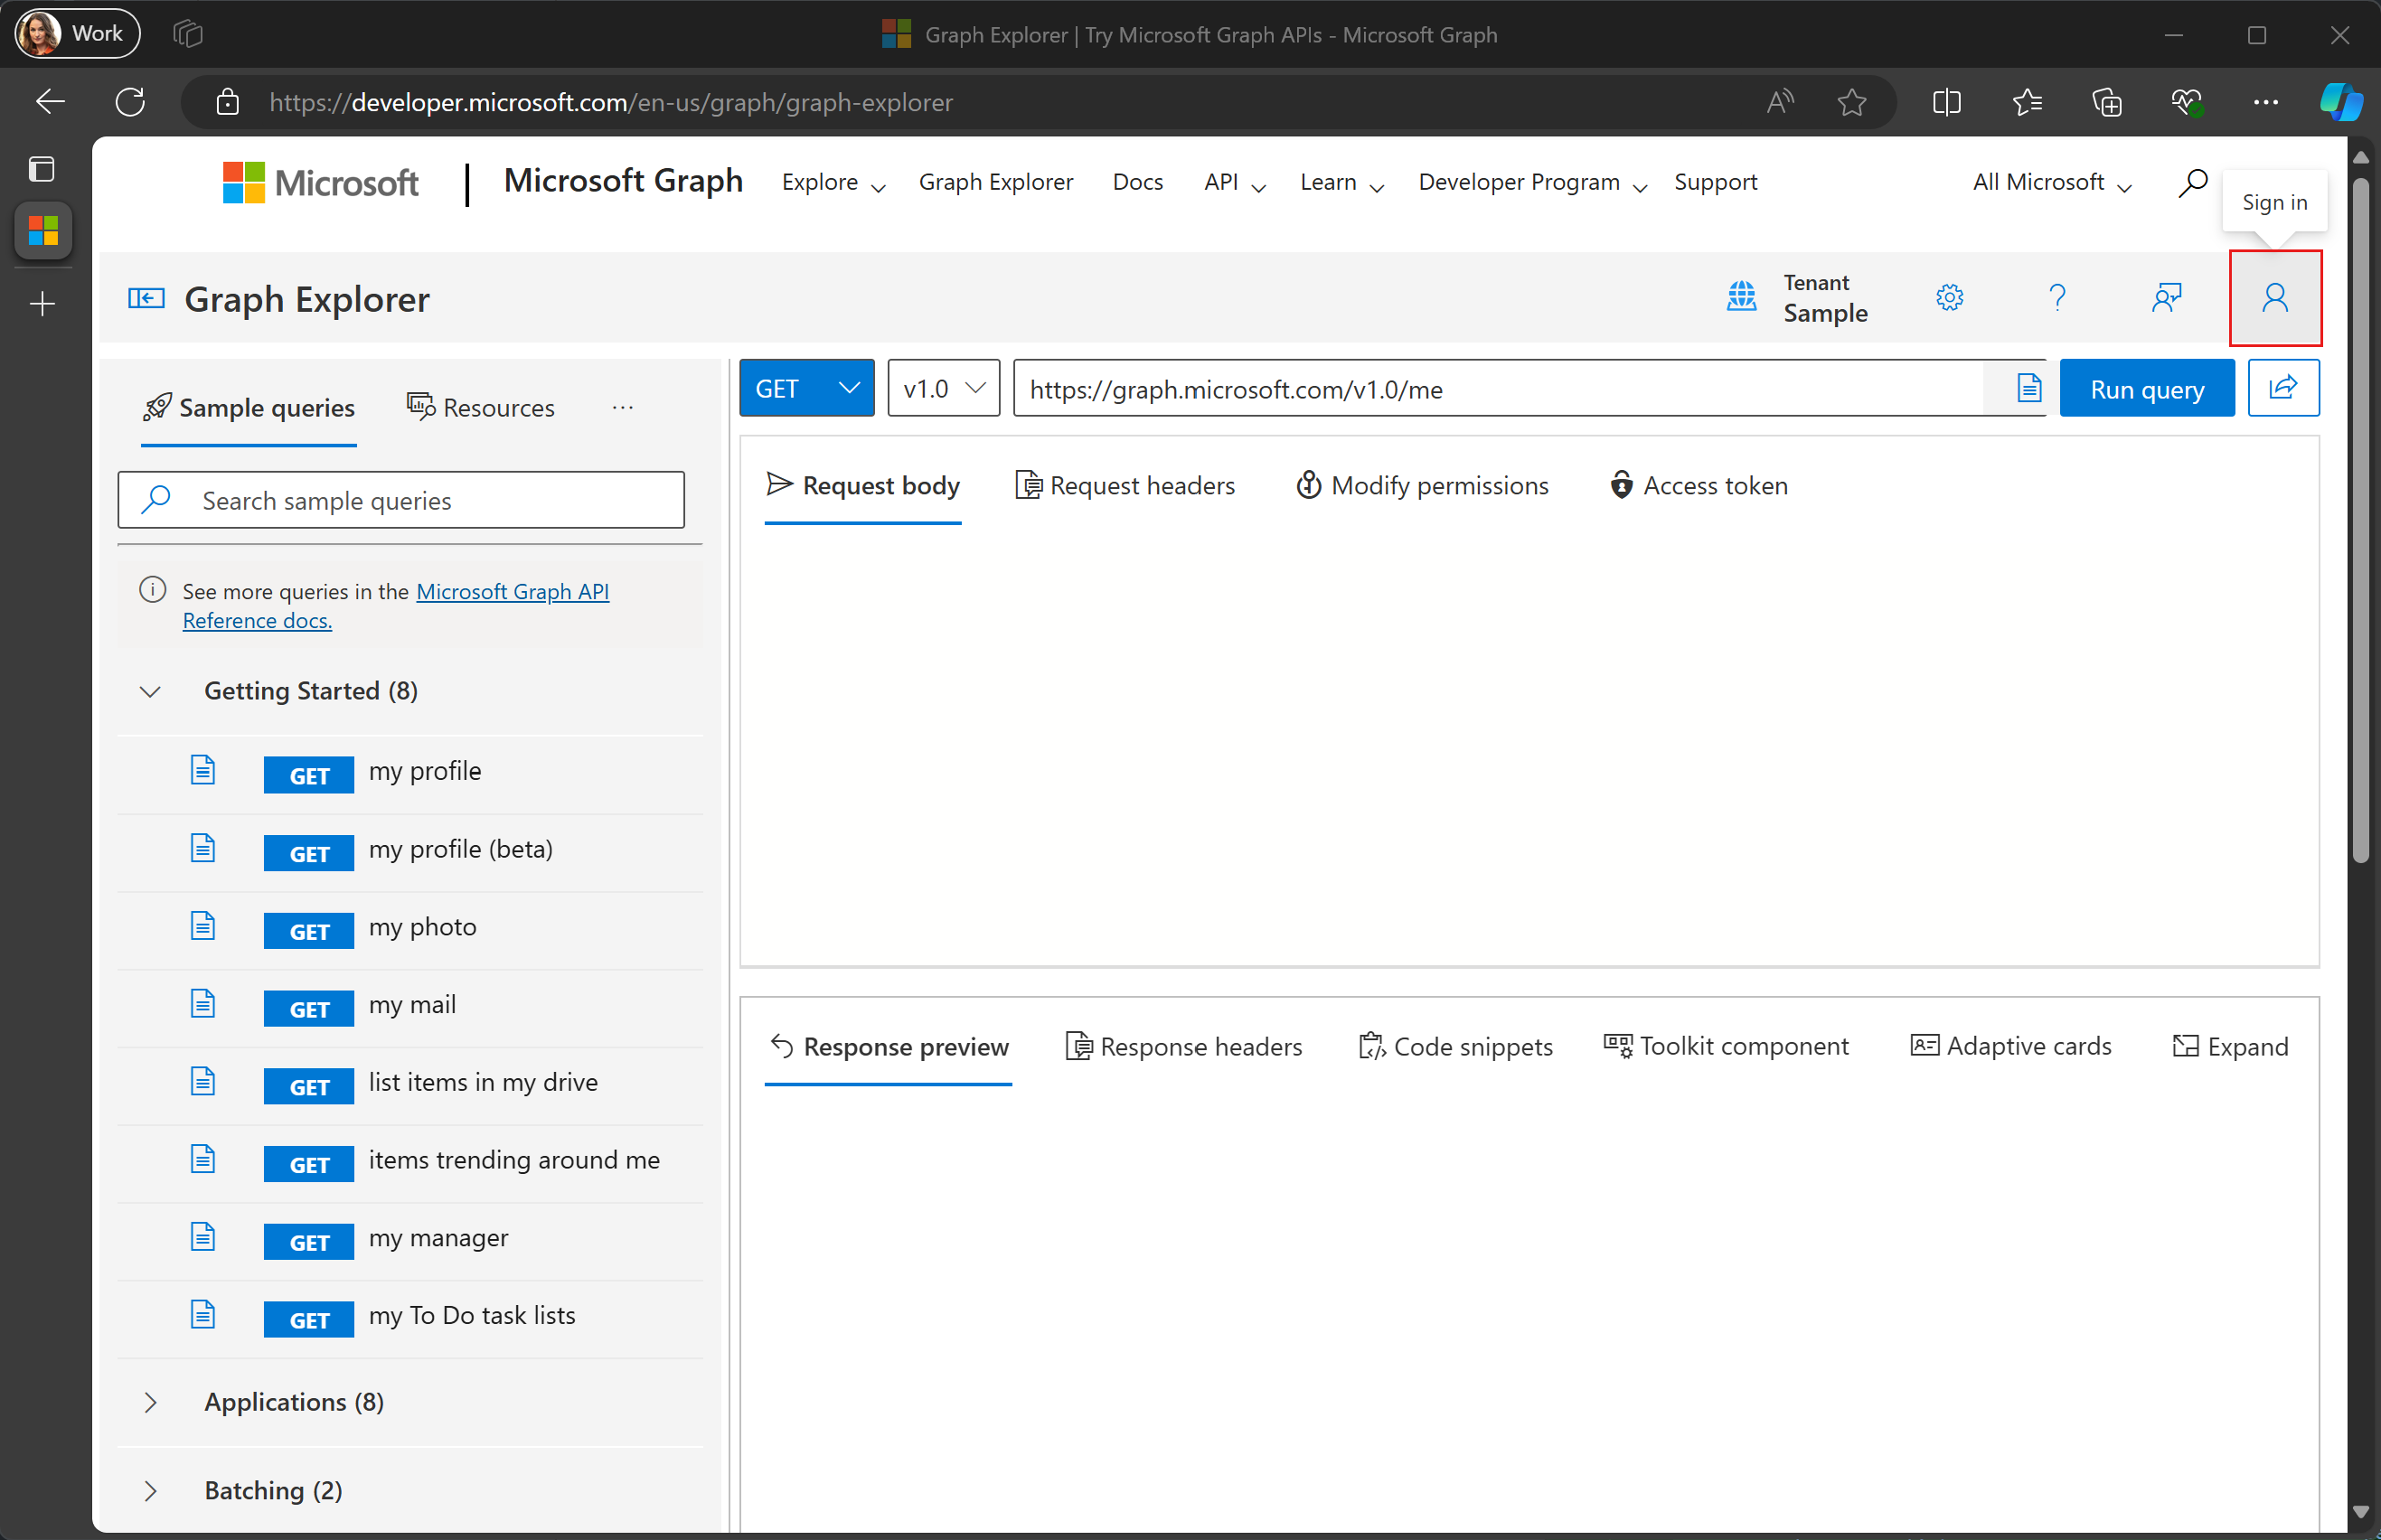 Work
Graph Explorer | Try Microsoft Graph APIs - Microsoft Graph
https://developer.microsoft.com/en-us/graph/graph-explorer
Microsoft
Microsoft Graph
Explore
Graph Explorer
Docs
API
Learn
Developer Program
Support
All Microsoft
Sign in
Graph Explorer
Tenant
Sample
Sample queries
Resources
GET
v1.0
https://graph.microsoft.com/v1.0/me
Run query
Search sample queries
See more queries in the Microsoft Graph API
Reference docs.
Getting Started (8)
GET my profile
GET my profile (beta)
GET my photo
GET my mail
GET list items in my drive
GET items trending around me
GET my manager
GET my To Do task lists
Applications (8)
Batching (2)
Request body
Request headers
Modify permissions
Access token
Response preview
Response headers
Code snippets
Toolkit component
Adaptive cards
Expand